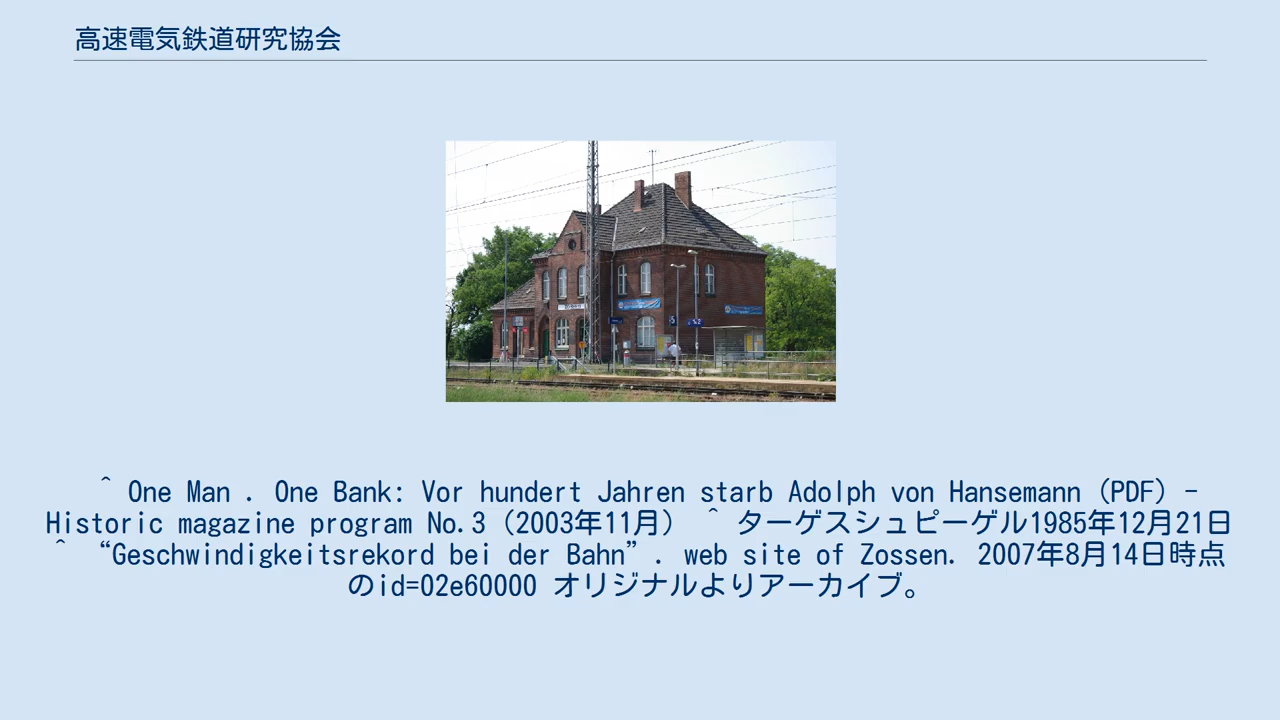 高速電気鉄道研究協会
^ One Man . One Bank: Vor hundert Jahren starb Adolph von Hansemann (PDF) -
Historic magazine program No.3 (2003年11月) ^ ターゲスシュピーゲル1985年12月21日
^ “Geschwindigkeitsrekord bei der Bahn”. web site of Zossen. 2007年8月14日時点
のid=02e60000 オリジナルよりアーカイブ。